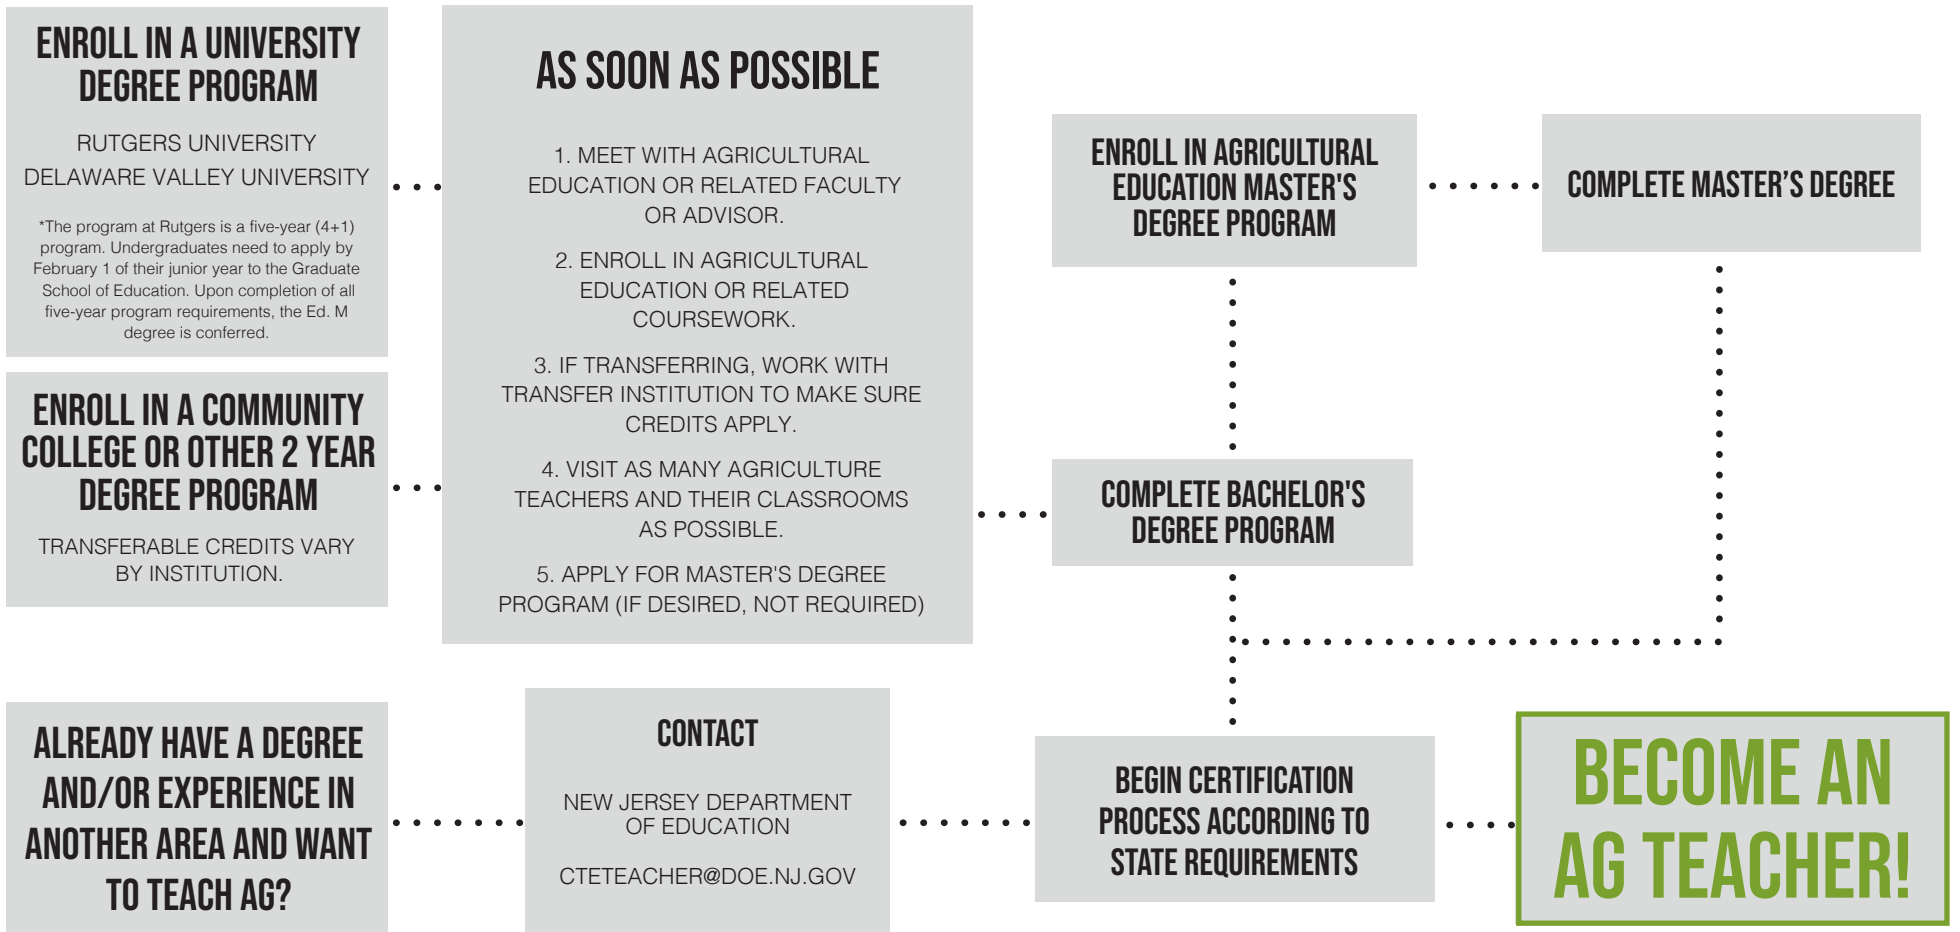 ENROLL IN A UNIVERSITY
DEGREE PROGRAM
RUTGERS UNIVERSITY
DELAWARE VALLEY UNIVERSITY
*The program at Rutgers is a five-year (4+1)
program. Undergraduates need to apply by
February 1 of their junior year to the Graduate
School of Education. Upon completion of all
five-year program requirements, the Ed. M
degree is conferred.
ENROLL IN A COMMUNITY
COLLEGE OR OTHER 2 YEAR
DEGREE PROGRAM
TRANSFERABLE CREDITS VARY
BY INSTITUTION.
AS SOON AS POSSIBLE
1. MEET WITH AGRICULTURAL
EDUCATION OR RELATED FACULTY
OR ADVISOR.
2. ENROLL IN AGRICULTURAL
EDUCATION OR RELATED
COURSEWORK.
3. IF TRANSFERRING, WORK WITH
TRANSFER INSTITUTION TO MAKE SURE
CREDITS APPLY.
4. VISIT AS MANY AGRICULTURE
TEACHERS AND THEIR CLASSROOMS
AS POSSIBLE.
5. APPLY FOR MASTER'S DEGREE
PROGRAM (IF DESIRED, NOT REQUIRED)
ENROLL IN AGRICULTURAL
EDUCATION MASTER'S
DEGREE PROGRAM
COMPLETE MASTER’S DEGREE
COMPLETE BACHELOR'S
DEGREE PROGRAM
ALREADY HAVE A DEGREE
AND/OR EXPERIENCE IN
ANOTHER AREA AND WANT
TO TEACH AG?
CONTACT
NEW JERSEY DEPARTMENT
OF EDUCATION
CTETEACHER@DOE.NJ.GOV
BEGIN CERTIFICATION
PROCESS ACCORDING TO
STATE REQUIREMENTS
BECOME AN
AG TEACHER!